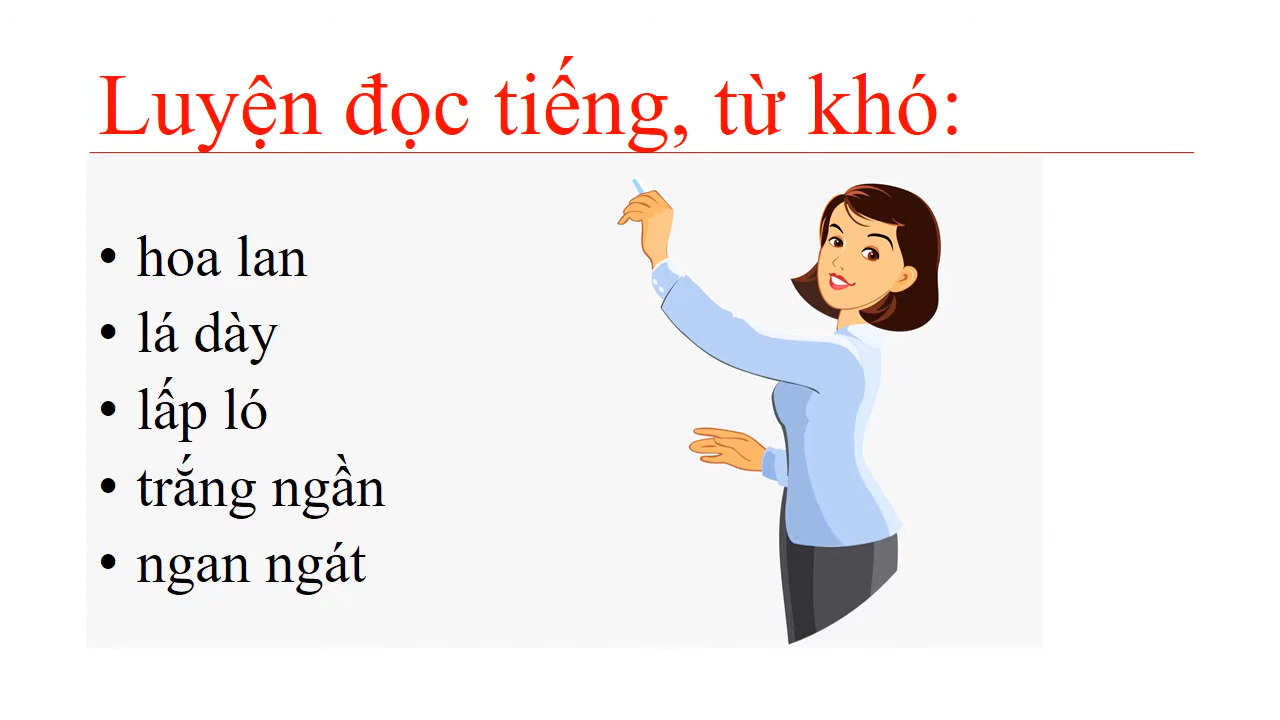 Luyện đọc tiếng, từ khó:
• hoa lan
• lá dày
• lấp ló
• trắng ngần
• ngan ngát